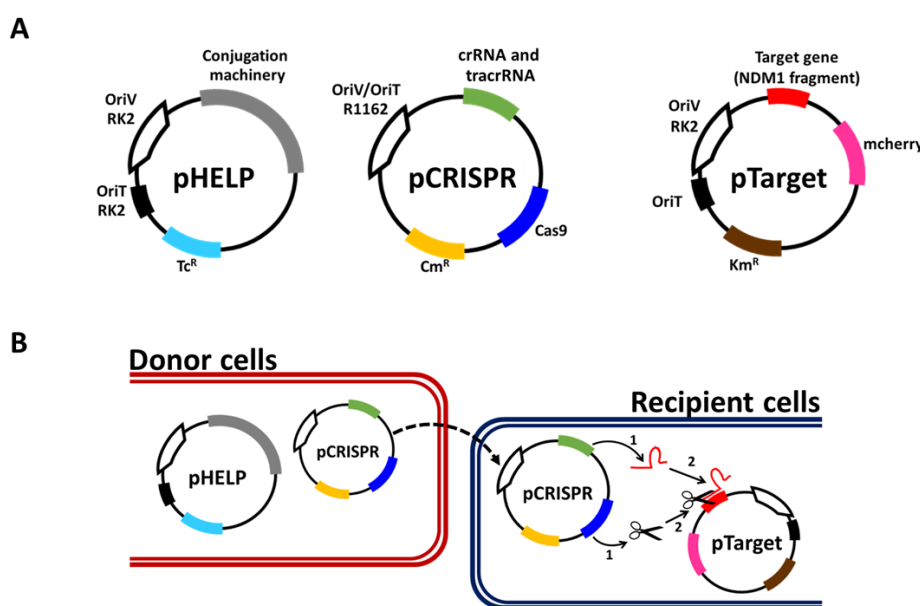 A
Conjugation
machinery
OriV
RK2
pHELP
OriT
RK2
Tc^R
crRNA and
tracrRNA
OriV/OriT
R1162
pCRISPR
Cas9
Cm^R
Target gene
(NDM1 fragment)
OriV
RK2
mcherry
pTarget
OriT
Km^R
B
Donor cells
pHELP
pCRISPR
Recipient cells
pCRISPR
1
2
1
2
pTarget